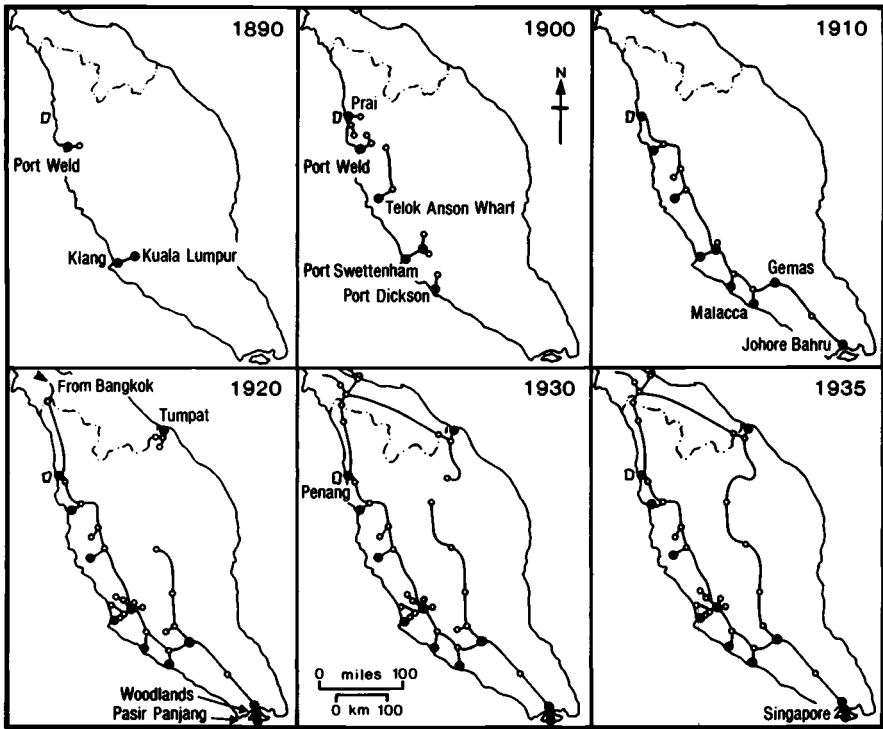 1890
Port Weld
Klang
Kuala Lumpur
1900
N
Prai
Port Weld
Telok Anson Wharf
Port Swettenham
Port Dickson
1910
Gemas
Malacca
Johore Bahru
1920
From Bangkok
Tumpat
Woodlands
Pasir Panjang
1930
Penang
0 miles 100
0 km 100
1935
Singapore